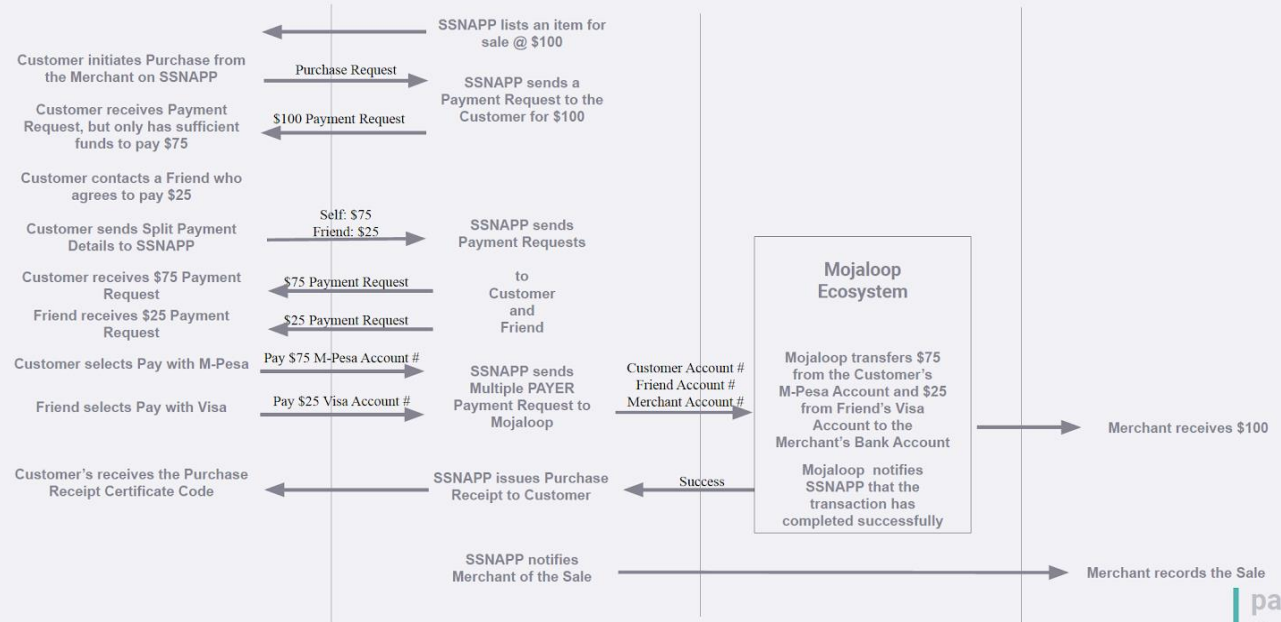 SSNAPP lists an item for
sale @ $100
Customer initiates Purchase from
the Merchant on SSNAPP
Purchase Request
SSNAPP sends a
Payment Request to the
Customer for $100
Customer receives Payment
Request, but only has sufficient
funds to pay $75
$100 Payment Request
Customer contacts a Friend who
agrees to pay $25
Customer sends Split Payment
Details to SSNAPP
Self: $75
Friend: $25
SSNAPP sends
Payment Requests
to
Customer
and
Friend
Customer receives $75 Payment
Request
$75 Payment Request
Friend receives $25 Payment
Request
$25 Payment Request
Customer selects Pay with M-Pesa
Pay $75 M-Pesa Account #
Friend selects Pay with Visa
Pay $25 Visa Account #
SSNAPP sends
Multiple PAYER
Payment Request to
Mojaloop
Customer Account #
Friend Account #
Merchant Account #
Mojaloop
Ecosystem
Mojaloop transfers $75
from the Customer's
M-Pesa Account and $25
from Friend's Visa
Account to the
Merchant's Bank Account
Merchant receives $100
Mojaloop notifies
SSNAPP that the
transaction has
completed successfully
Success
SSNAPP issues Purchase
Receipt to Customer
Customer's receives the Purchase
Receipt Certificate Code
SSNAPP notifies
Merchant of the Sale
Merchant records the Sale
pa